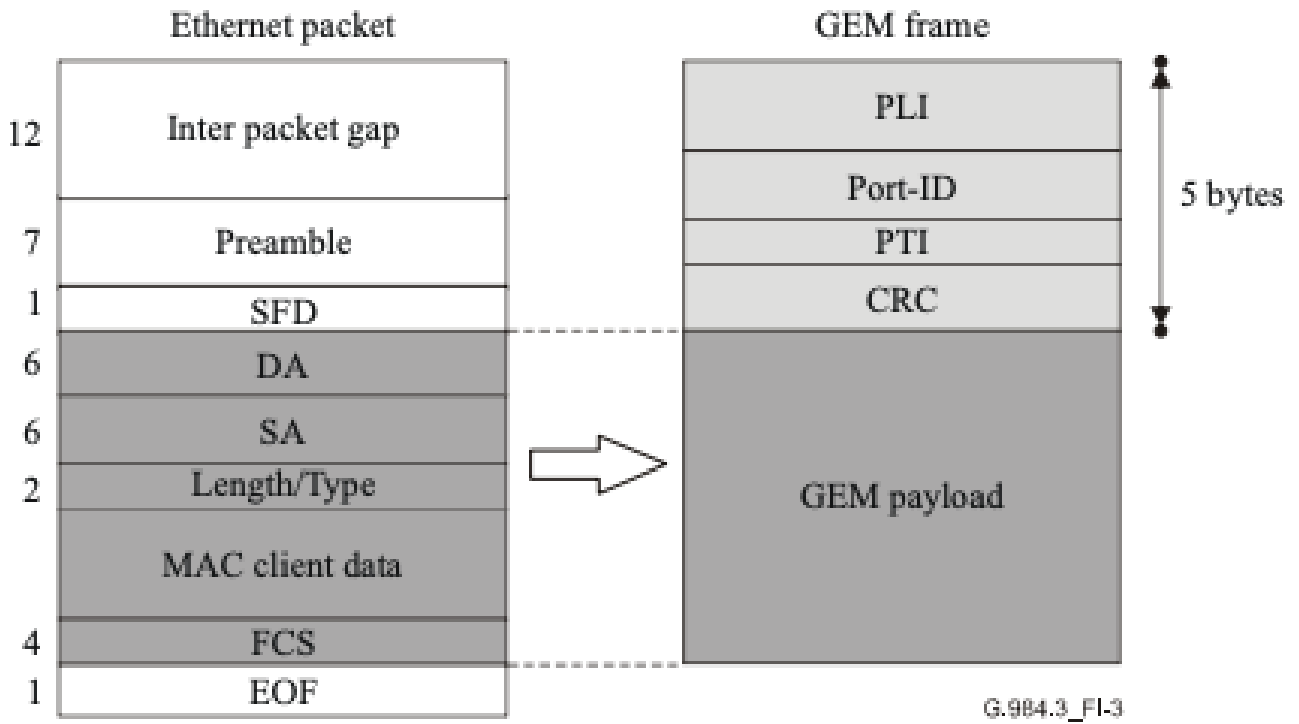 Ethernet packet
GEM frame
12
Inter packet gap
7
Preamble
1
SFD
6
DA
6
SA
2
Length/Type
MAC client data
4
FCS
1
EOF
PLI
Port-ID
PTI
CRC
5 bytes
GEM payload
G.984.3_FI-3